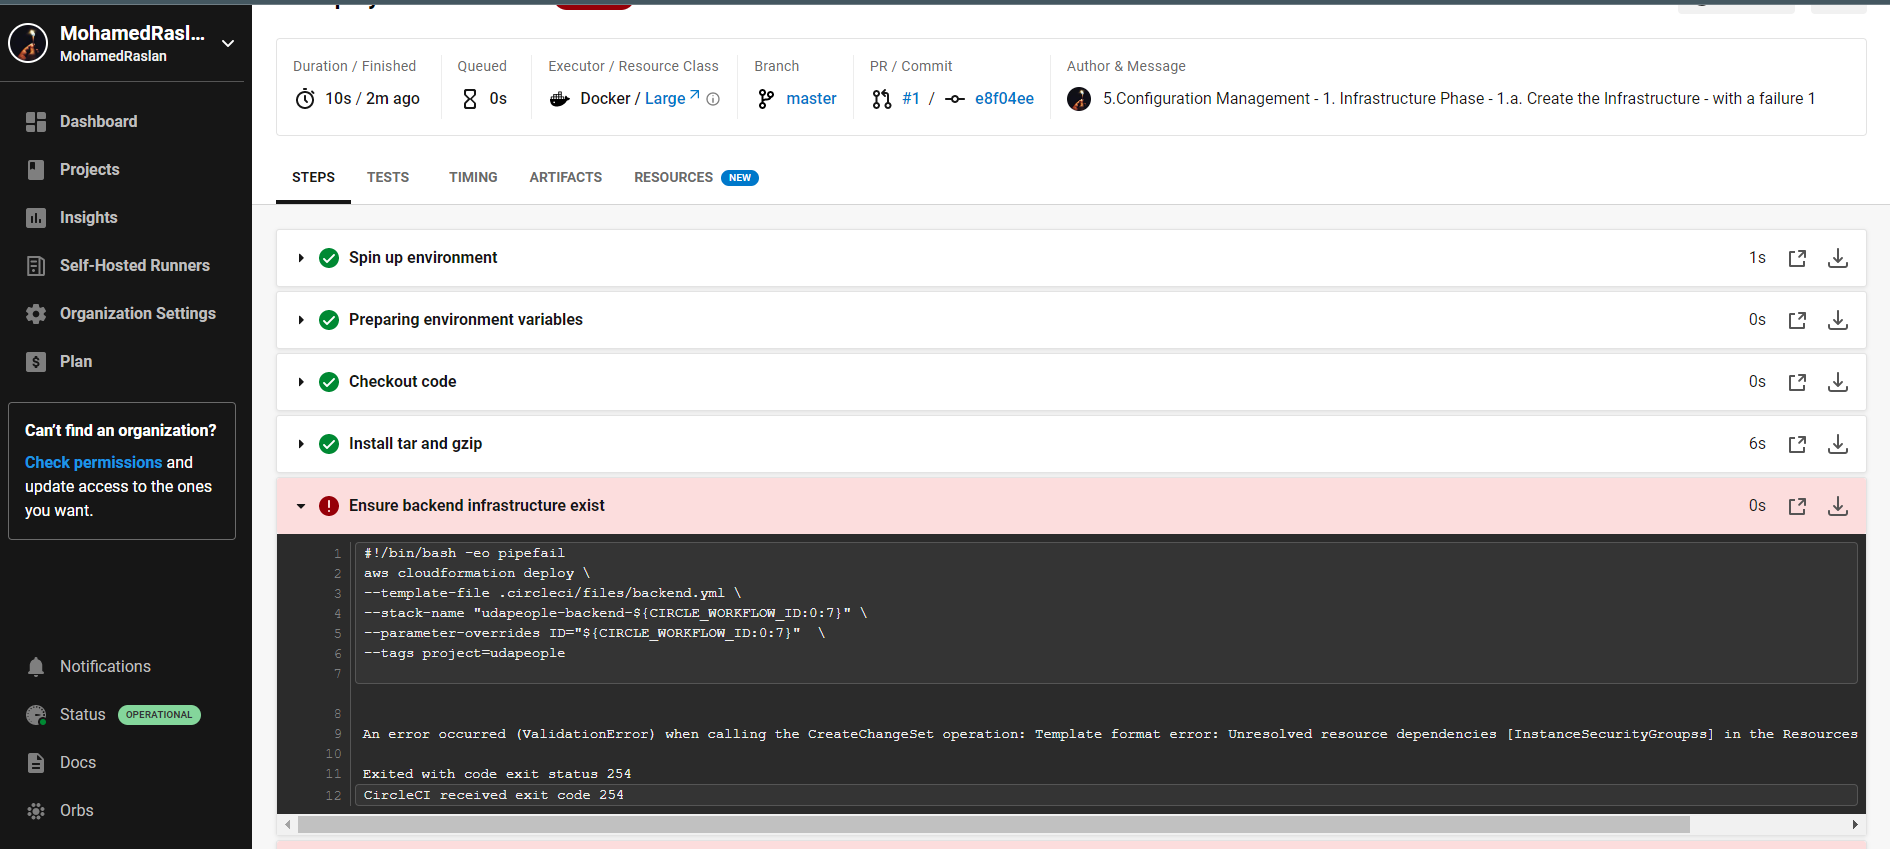 MohamedRasl...
MohamedRaslan
Dashboard
Projects
Insights
Self-Hosted Runners
Organization Settings
Plan
Can't find an organization?
Check permissions and
update access to the ones
you want.
Notifications
Status OPERATIONAL
Docs
Orbs
Duration / Finished
10s / 2m ago
Queued
0s
Executor / Resource Class
Docker / Large
Branch
master
PR / Commit
#1 / e8f04ee
Author & Message
5.Configuration Management - 1. Infrastructure Phase - 1.a. Create the Infrastructure - with a failure 1
STEPS TESTS TIMING ARTIFACTS RESOURCES NEW
Spin up environment 1s
Preparing environment variables 0s
Checkout code 0s
Install tar and gzip 6s
Ensure backend infrastructure exist 0s
1 #!/bin/bash -eo pipefail
2 aws cloudformation deploy \
3 --template-file .circleci/files/backend.yml \
4 --stack-name "udapeople-backend-${CIRCLE_WORKFLOW_ID:0:7}" \
5 --parameter-overrides ID="${CIRCLE_WORKFLOW_ID:0:7}"  \
6 --tags project=udapeople
7
8
9 An error occurred (ValidationError) when calling the CreateChangeSet operation: Template format error: Unresolved resource dependencies [InstanceSecurityGroupss] in the Resources
10
11 Exited with code exit status 254
12 CircleCI received exit code 254